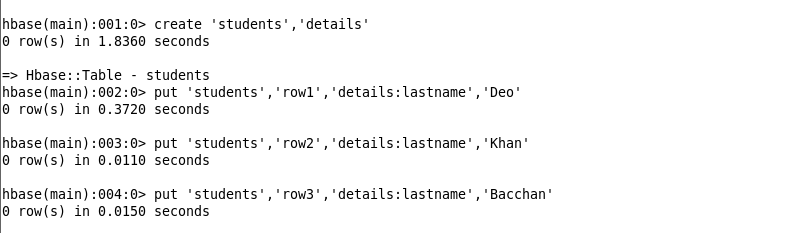 hbase(main):001:0> create 'students','details'
0 row(s) in 1.8360 seconds
=> Hbase::Table - students
hbase(main):002:0> put 'students','row1','details:lastname','Deo'
0 row(s) in 0.3720 seconds
hbase(main):003:0> put 'students','row2','details:lastname','Khan'
0 row(s) in 0.0110 seconds
hbase(main):004:0> put 'students','row3','details:lastname','Bacchan'
0 row(s) in 0.0150 seconds